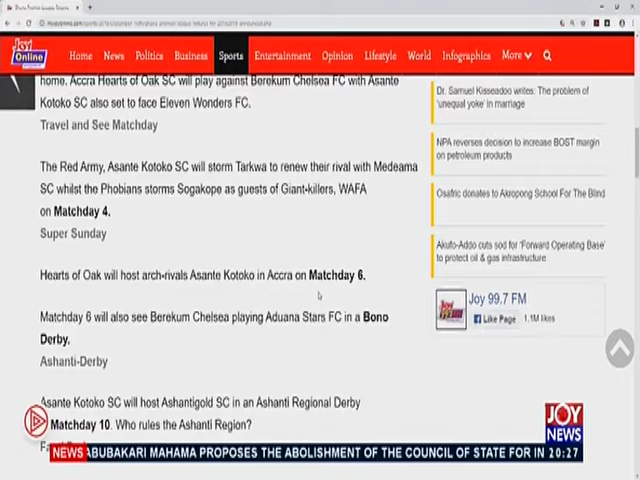 Ghana Premier League
JOY
Online
Home News Politics Business Sports Entertainment Opinion Lifestyle World Infographics More
home. Accra Hearts of Oak SC will play against Berekum Chelsea FC with Asante
Kotoko SC also set to face Eleven Wonders FC.
Travel and See Matchday
The Red Army, Asante Kotoko SC will storm Tarkwa to renew their rival with Medeama
SC whilst the Phobians storms Sogakope as guests of Giant-killers, WAFA
on Matchday 4.
Super Sunday
Hearts of Oak will host arch-rivals Asante Kotoko in Accra on Matchday 6.
Matchday 6 will also see Berekum Chelsea playing Aduana Stars FC in a Bono
Derby.
Ashanti-Derby
Asante Kotoko SC will host Ashantigold SC in an Ashanti Regional Derby
Matchday 10. Who rules the Ashanti Region?
Dr. Samuel Kisseadoo writes: The problem of
'unequal yoke' in marriage
NPA reverses decision to increase BOST margin
on petroleum products
Osafric donates to Akropong School For The Blind
Akufo-Addo cuts sod for 'Forward Operating Base'
to protect oil & gas infrastructure
Joy 99.7 FM
Like Page 1.1M likes
JOY
NEWS
NEWS ABUBAKARI MAHAMA PROPOSES THE ABOLISHMENT OF THE COUNCIL OF STATE FOR IN 20:27